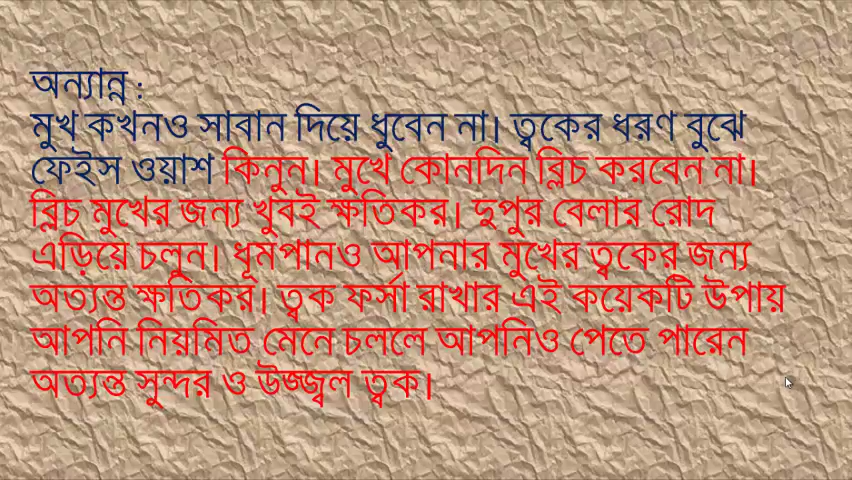 অন্যান্ন :
মুখ কখনও সাবান দিয়ে ধুবেন না। ত্বকের ধরণ বুঝে
ফেইস ওয়াশ কিনুন। মুখে কোনদিন ব্লিচ করবেন না।
ব্লিচ মুখের জন্য খুবই ক্ষতিকর। দুপুর বেলার রোদ
এড়িয়ে চলুন। ধূমপানও আপনার মুখের ত্বকের জন্য
অত্যন্ত ক্ষতিকর। ত্বক ফর্সা রাখার এই কয়েকটি উপায়
আপনি নিয়মিত মেনে চললে আপনিও পেতে পারেন
অত্যন্ত সুন্দর ও উজ্জ্বল ত্বক।